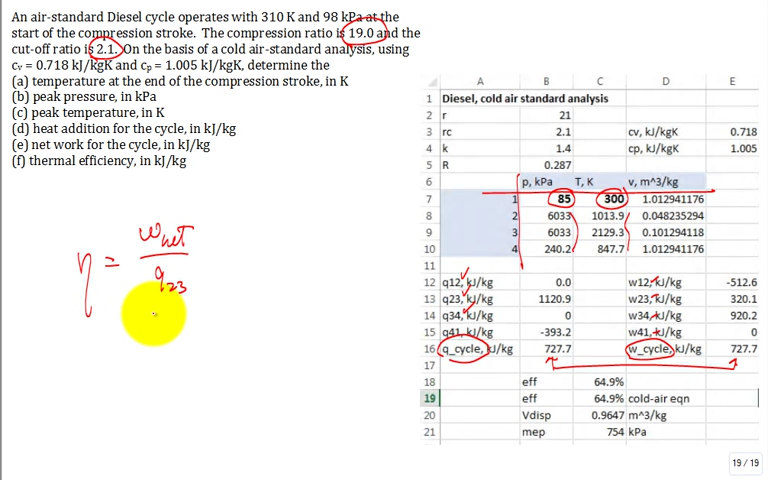 An air-standard Diesel cycle operates with 310 K and 98 kPa at the
start of the compression stroke. The compression ratio is 19.0 and the
cut-off ratio is 2.1. On the basis of a cold air-standard analysis, using
cv = 0.718 kJ/kgK and cp = 1.005 kJ/kgK, determine the
(a) temperature at the end of the compression stroke, in K
(b) peak pressure, in kPa
(c) peak temperature, in K
(d) heat addition for the cycle, in kJ/kg
(e) net work for the cycle, in kJ/kg
(f) thermal efficiency, in kJ/kg
η = wnet / q23
A B C D E
1 Diesel, cold air standard analysis
2 r 21
3 rc 2.1 cv, kJ/kgK 0.718
4 k 1.4 cp, kJ/kgK 1.005
5 R 0.287
6 p, kPa T, K v, m^3/kg
7 1 85 300 1.012941176
8 2 6033 1013.9 0.048235294
9 3 6033 2129.3 0.101294118
10 4 240.2 847.7 1.012941176
11
12 q12, kJ/kg 0.0 w12, kJ/kg -512.6
13 q23, kJ/kg 1120.9 w23, kJ/kg 320.1
14 q34, kJ/kg 0 w34, kJ/kg 920.2
15 q41, kJ/kg -393.2 w41, kJ/kg 0
16 q_cycle, kJ/kg 727.7 w_cycle, kJ/kg 727.7
17
18 eff 64.9%
19 eff 64.9% cold-air eqn
20 Vdisp 0.9647 m^3/kg
21 mep 754 kPa
19 / 19